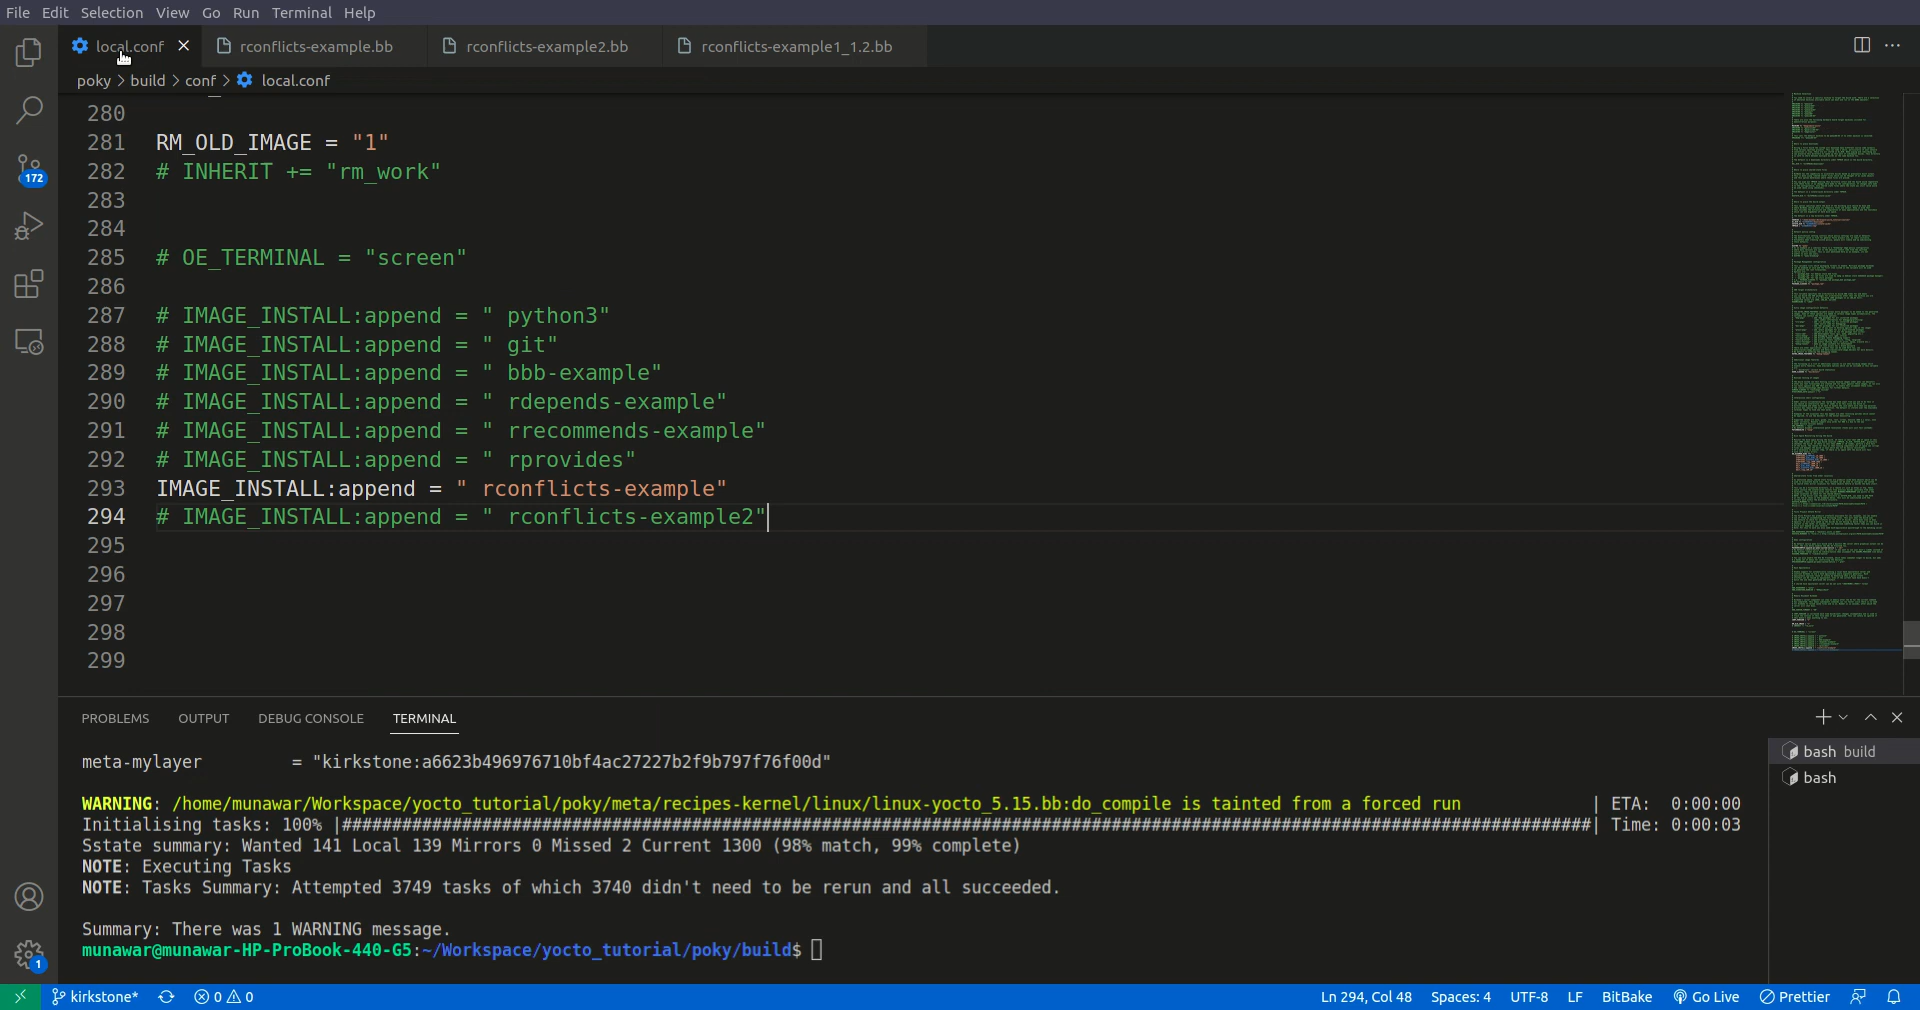 File Edit Selection View Go Run Terminal Help
local.conf rconflicts-example.bb rconflicts-example2.bb rconflicts-example1_1.2.bb
poky > build > conf > local.conf
280
281 RM_OLD_IMAGE = "1"
282 # INHERIT += "rm_work"
283
284
285 # OE_TERMINAL = "screen"
286
287 # IMAGE_INSTALL:append = " python3"
288 # IMAGE_INSTALL:append = " git"
289 # IMAGE_INSTALL:append = " bbb-example"
290 # IMAGE_INSTALL:append = " rdepends-example"
291 # IMAGE_INSTALL:append = " rrecommends-example"
292 # IMAGE_INSTALL:append = " rprovides"
293 IMAGE_INSTALL:append = " rconflicts-example"
294 # IMAGE_INSTALL:append = " rconflicts-example2"
295
296
297
298
299
172
PROBLEMS OUTPUT DEBUG CONSOLE TERMINAL
meta-mylayer = "kirkstone:a6623b496976710bf4ac27227b2f9b797f76f00d"
WARNING: /home/munawar/Workspace/yocto_tutorial/poky/meta/recipes-kernel/linux/linux-yocto_5.15.bb:do_compile is tainted from a forced run | ETA: 0:00:00
Initialising tasks: 100% |#############################################################################################################################| Time: 0:00:03
Sstate summary: Wanted 141 Local 139 Mirrors 0 Missed 2 Current 1300 (98% match, 99% complete)
NOTE: Executing Tasks
NOTE: Tasks Summary: Attempted 3749 tasks of which 3740 didn't need to be rerun and all succeeded.
Summary: There was 1 WARNING message.
munawar@munawar-HP-ProBook-440-G5:~/Workspace/yocto_tutorial/poky/build$
bash build
bash
1
kirkstone* 0 0 Ln 294, Col 48 Spaces: 4 UTF-8 LF BitBake Go Live Prettier